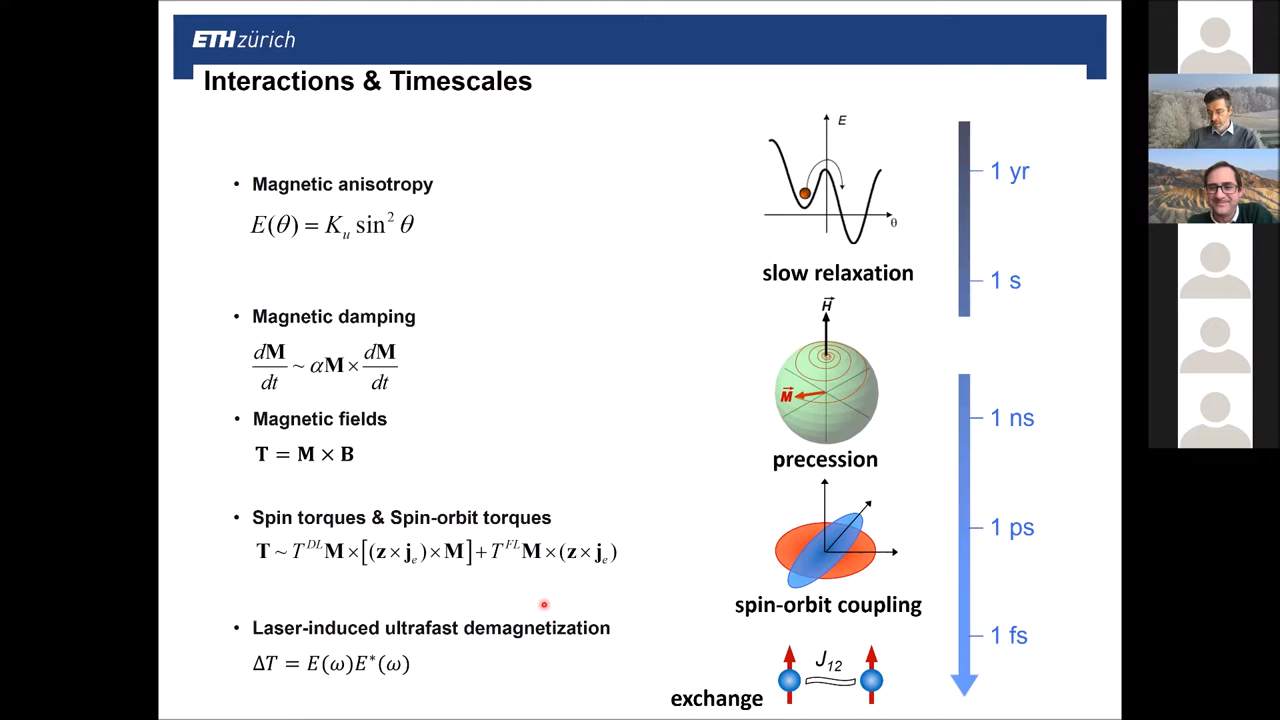 ETH zürich
Interactions & Timescales
• Magnetic anisotropy
E(θ) = K_u sin² θ
• Magnetic damping
dM/dt ~ αM × dM/dt
• Magnetic fields
T = M × B
• Spin torques & Spin-orbit torques
T ~ T^{DL} M × [(z × j_e) × M] + T^{FL} M × (z × j_e)
• Laser-induced ultrafast demagnetization
ΔT = E(ω)E*(ω)
E
θ
slow relaxation
H⃗
M⃗
precession
spin-orbit coupling
J₁₂
exchange
1 yr
1 s
1 ns
1 ps
1 fs